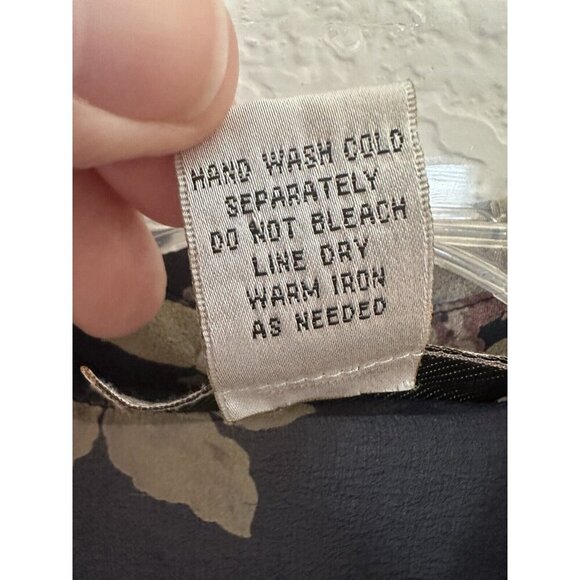 HAND WASH COLD
SEPARATELY
DO NOT BLEACH
LINE DRY
WARM IRON
AS NEEDED